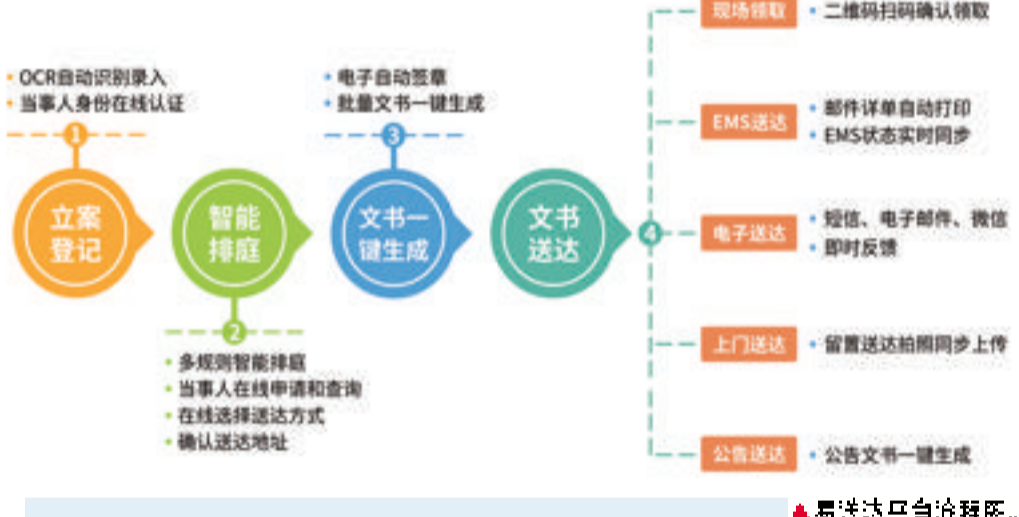 现场领取
• 二维码扫码确认领取
• OCR自动识别录入
• 当事人身份在线认证
1
• 电子自动签章
• 批量文书一键生成
3
EMS送达
• 邮件详单自动打印
• EMS状态实时同步
立案
登记
智能
排庭
文书一
键生成
文书
送达
4
电子送达
• 短信、电子邮件、微信
• 即时反馈
2
• 多规则智能排庭
• 当事人在线申请和查询
• 在线选择送达方式
• 确认送达地址
上门送达
• 留置送达拍照同步上传
公告送达
• 公告文书一键生成